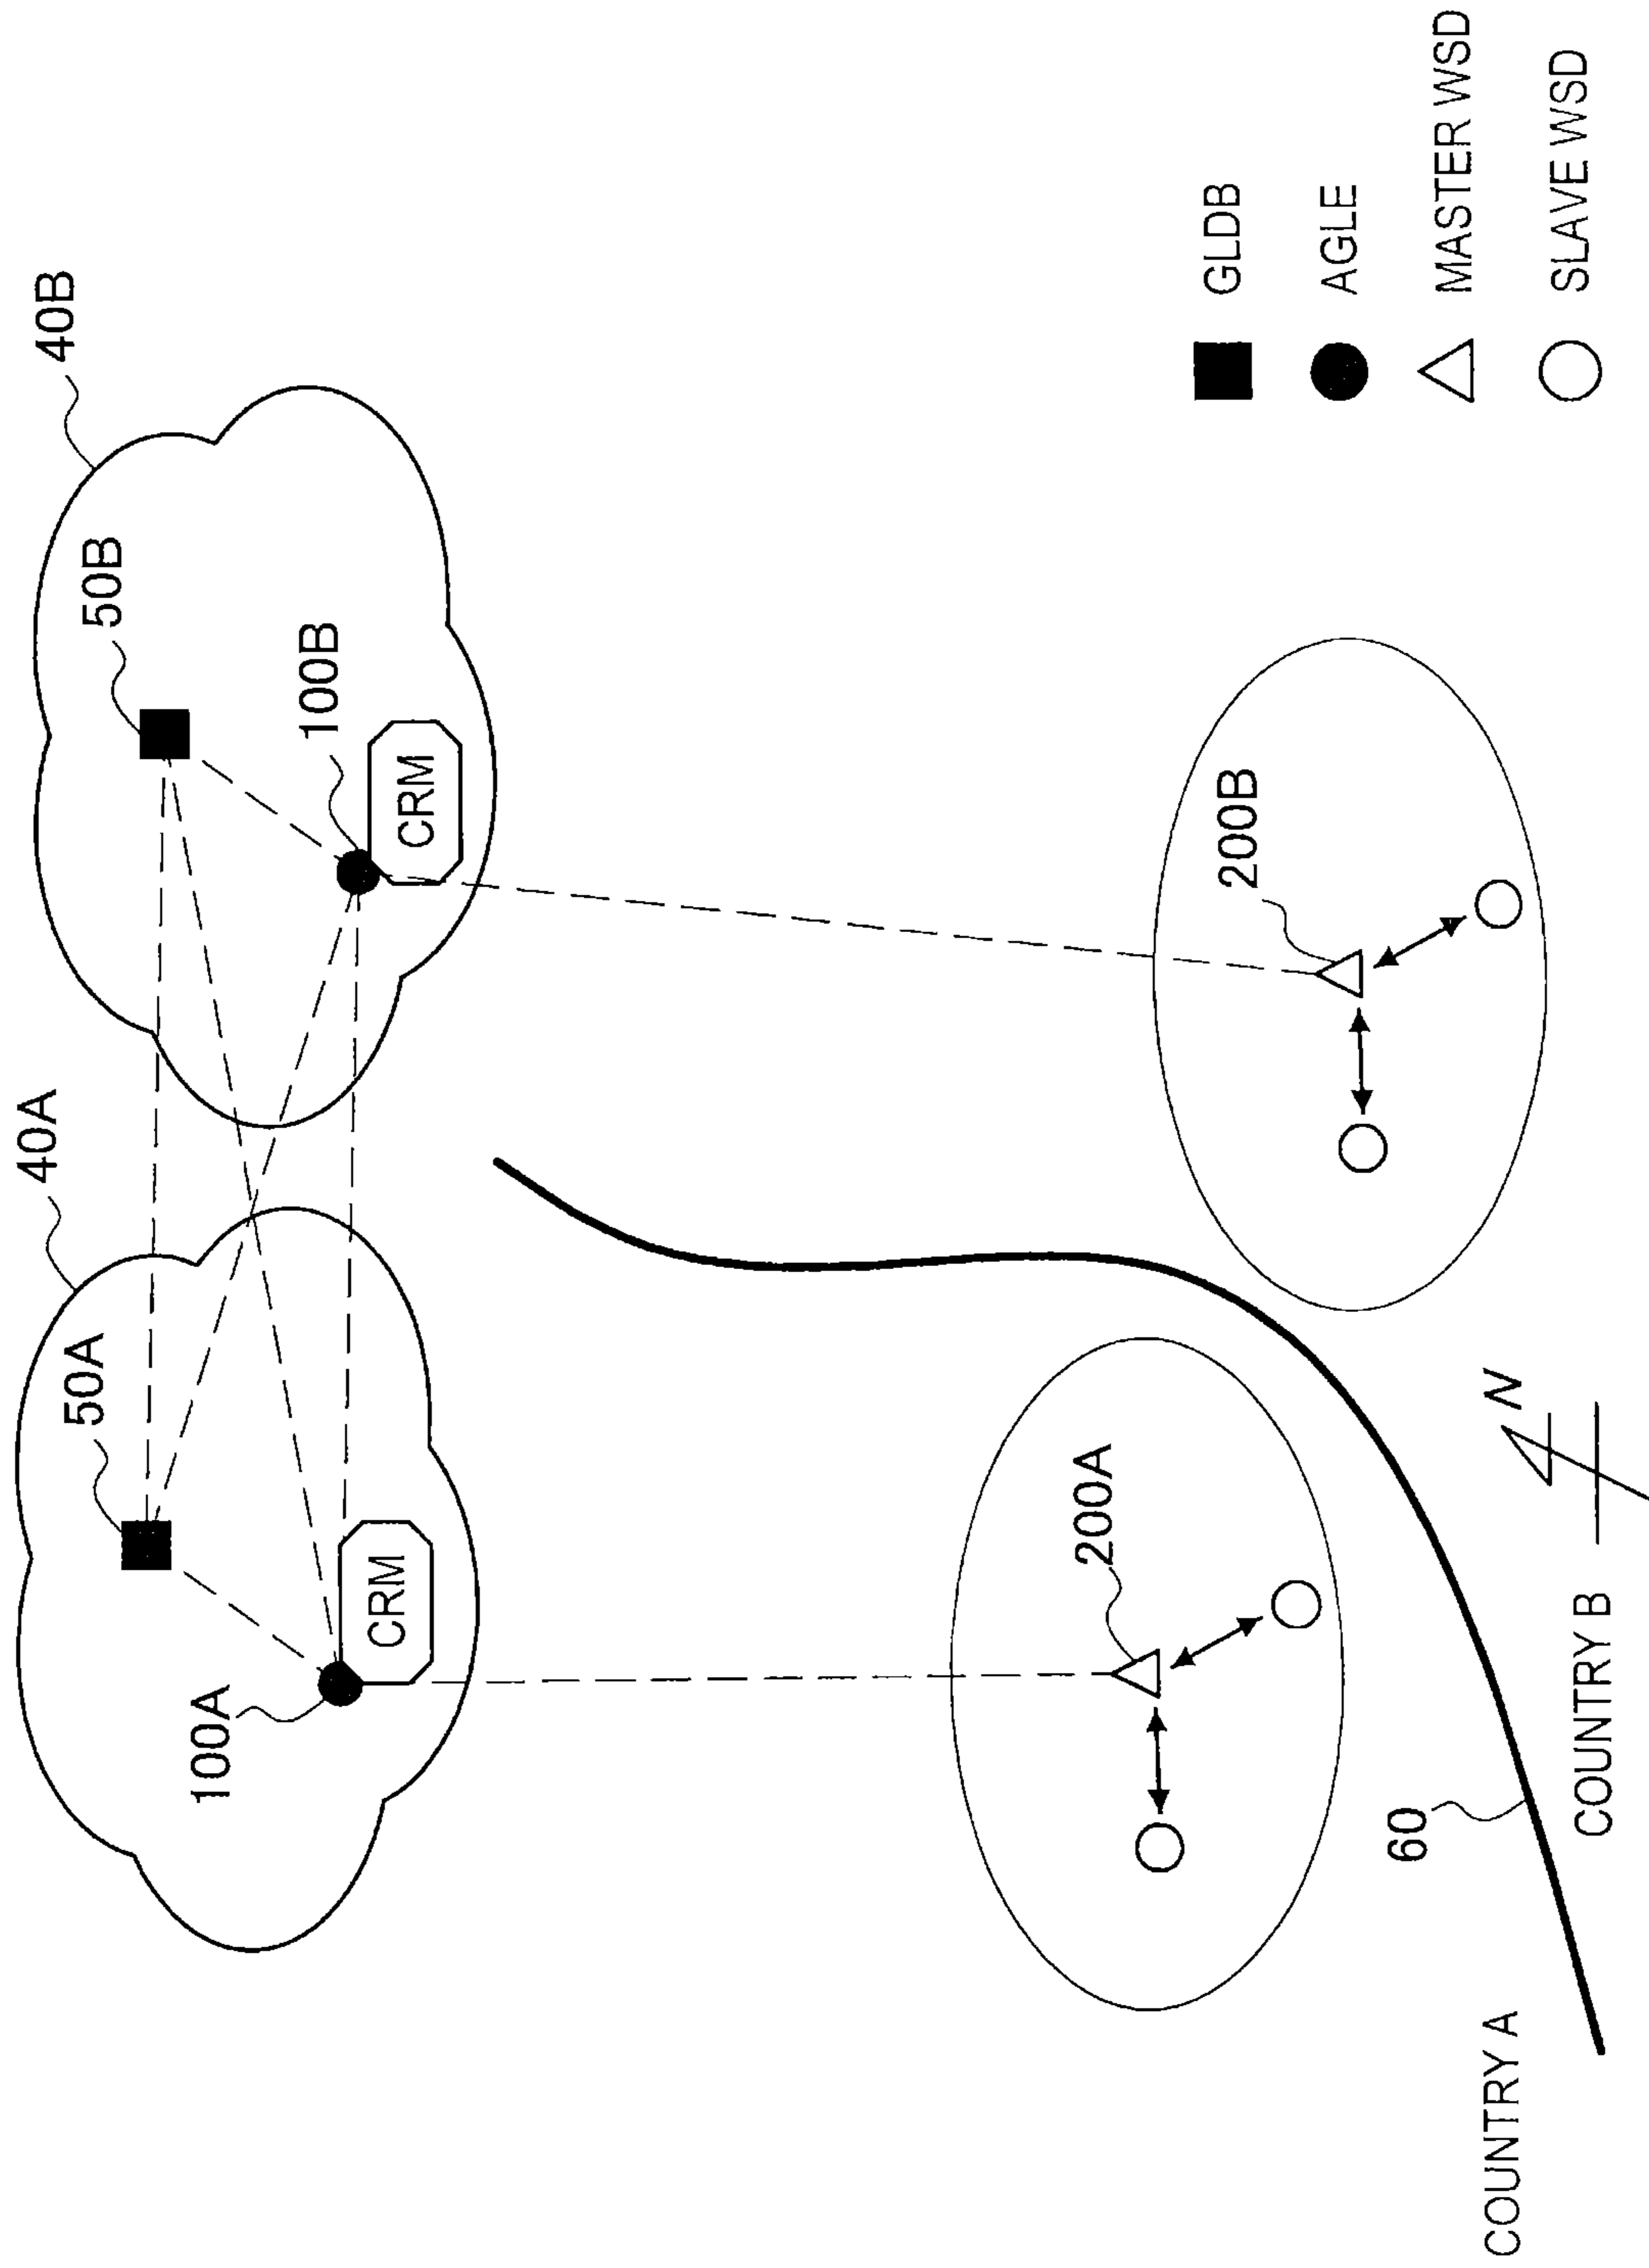 40A
40B
50A
50B
100A
100B
CRM
CRM
200A
200B
60
N
COUNTRY A
COUNTRY B
GLDB
AGLE
MASTER WSD
SLAVE WSD